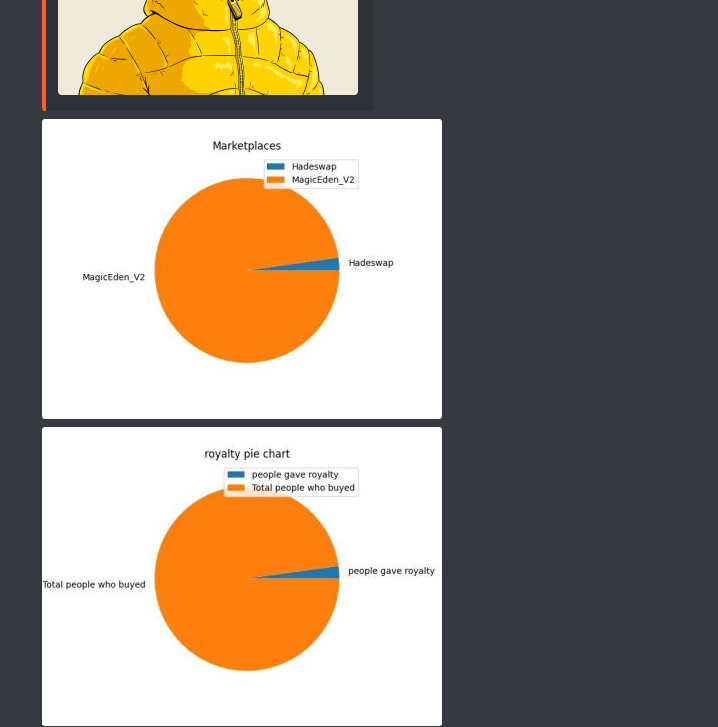 Marketplaces
Hadeswap
MagicEden_V2
Hadeswap
MagicEden_V2
royalty pie chart
people gave royalty
Total people who buyed
people gave royalty
Total people who buyed